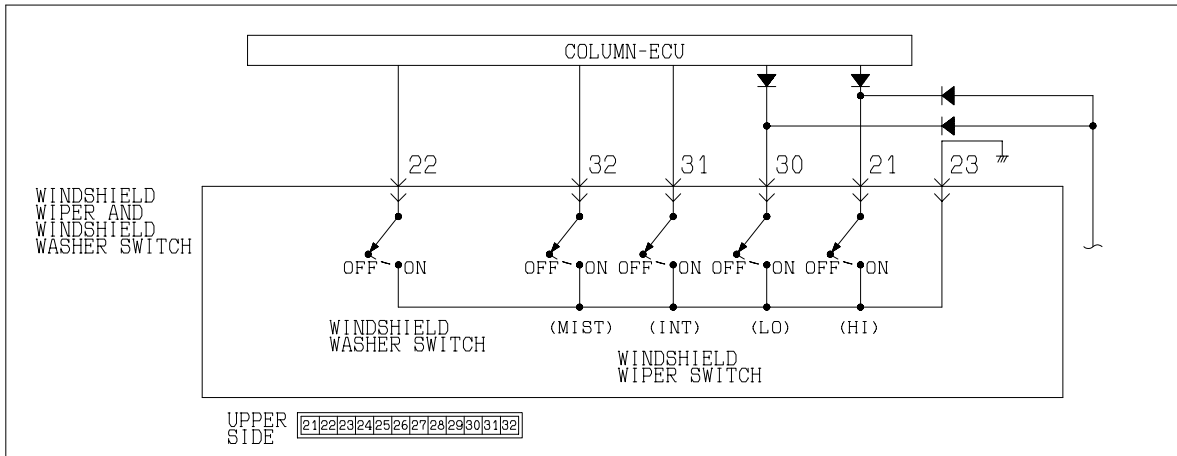 COLUMN-ECU
22 32 31 30 21 23
WINDSHIELD
WIPER AND
WINDSHIELD
WASHER SWITCH
OFF ON OFF ON OFF ON OFF ON OFF ON
WINDSHIELD
WASHER SWITCH
(MIST) (INT) (LO) (HI)
WINDSHIELD
WIPER SWITCH
UPPER
SIDE
21 22 23 24 25 26 27 28 29 30 31 32